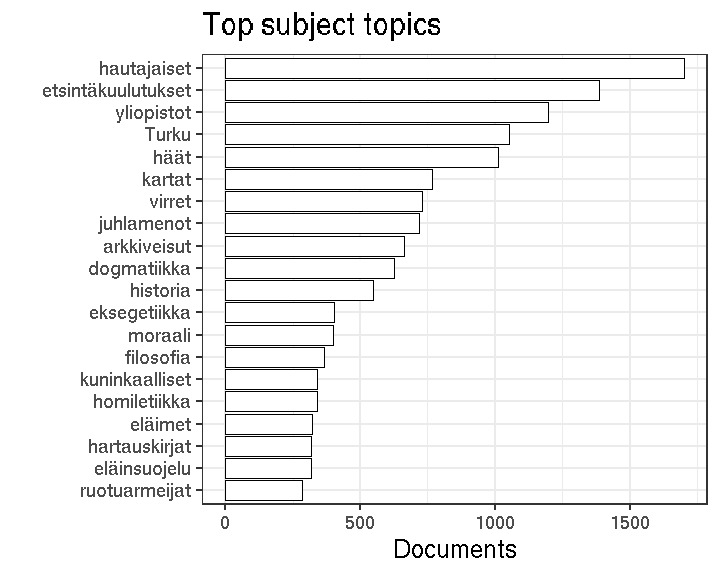 Top subject topics
hautajaiset
etsintäkuulutukset
yliopistot
Turku
häät
kartat
virret
juhlamenot
arkkiveisut
dogmatiikka
historia
eksegetiikka
moraali
filosofia
kuninkaalliset
homiletiikka
eläimet
hartauskirjat
eläinsuojelu
ruotuarmeijat
0 500 1000 1500
Documents